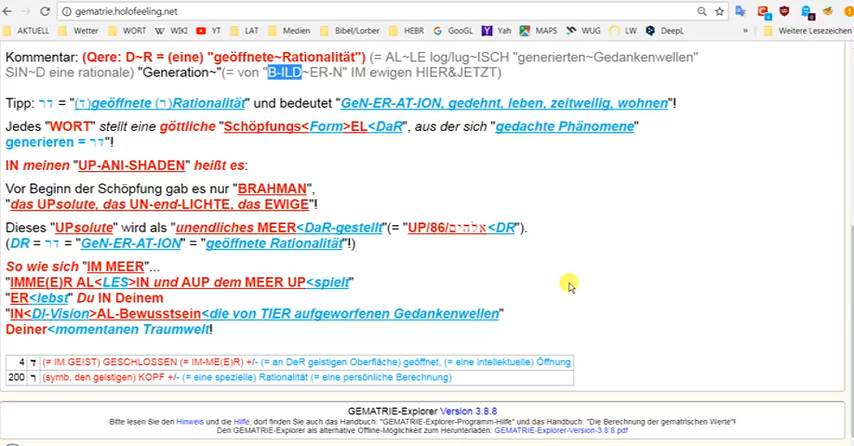 gematrie.holofeeling.net
AKTUELL Wetter WORT YT LAT Medien Bibel/Lorber HEBR GooGL Yah MAPS WUG LW DeepL Weitere Lesezeichen
Kommentar: (Qere: D~R = (eine) "geöffnete~Rationalität") (= AL~LE log/lug~ISCH "generierten~Gedankenwellen"
SIN~D eine rationale) "Generation~"(= von "B-ILD~ER-N" IM ewigen HIER&JETZT)
Tipp: דר = "(ד)geöffnete (ר)Rationalität" und bedeutet "GeN-ER-AT-ION, gedehnt, leben, zeitweilig, wohnen"!
Jedes "WORT" stellt eine göttliche "Schöpfungs<Form>EL<DaR", aus der sich "gedachte Phänomene"
generieren = דר"!
IN meinen "UP-ANI-SHADEN" heißt es:
Vor Beginn der Schöpfung gab es nur "BRAHMAN",
"das UPsolute, das UN-end-LICHTE, das EWIGE"!
Dieses "UPsolute" wird als "unendliches MEER<DaR-gestellt"(= "UP/86/אלהים<DR").
(DR = דר = "GeN-ER-AT-ION" = "geöffnete Rationalität"!)
So wie sich "IM MEER"...
"IMME(E)R AL<LES>IN und AUP dem MEER UP<spielt"
"ER<lebst" Du IN Deinem
"IN<DI-Vision>AL-Bewusstsein<die von TIER aufgeworfenen Gedankenwellen"
Deiner<momentanen Traumwelt!
4 ד (= IM GEIST) GESCHLOSSEN (= IM-ME(E)R) +/- (= an DeR geistigen Oberfläche) geöffnet, (= eine intellektuelle) Öffnung
200 ר (symb. den geistigen) KOPF +/- (= eine spezielle) Rationalität (= eine persönliche Berechnung)
GEMATRIE-Explorer Version 3.8.8
Bitte lesen Sie den Hinweis und die Hilfe, dort finden Sie auch das Handbuch: "GEMATRIE-Explorer-Programm-Hilfe" und das Handbuch: "Die Berechnung der gematrischen Werte"!
Den GEMATRIE-Explorer als alternative Offline-Möglichkeit zum Herunterladen: GEMATRIE-Explorer-Version-3.8.8.pdf